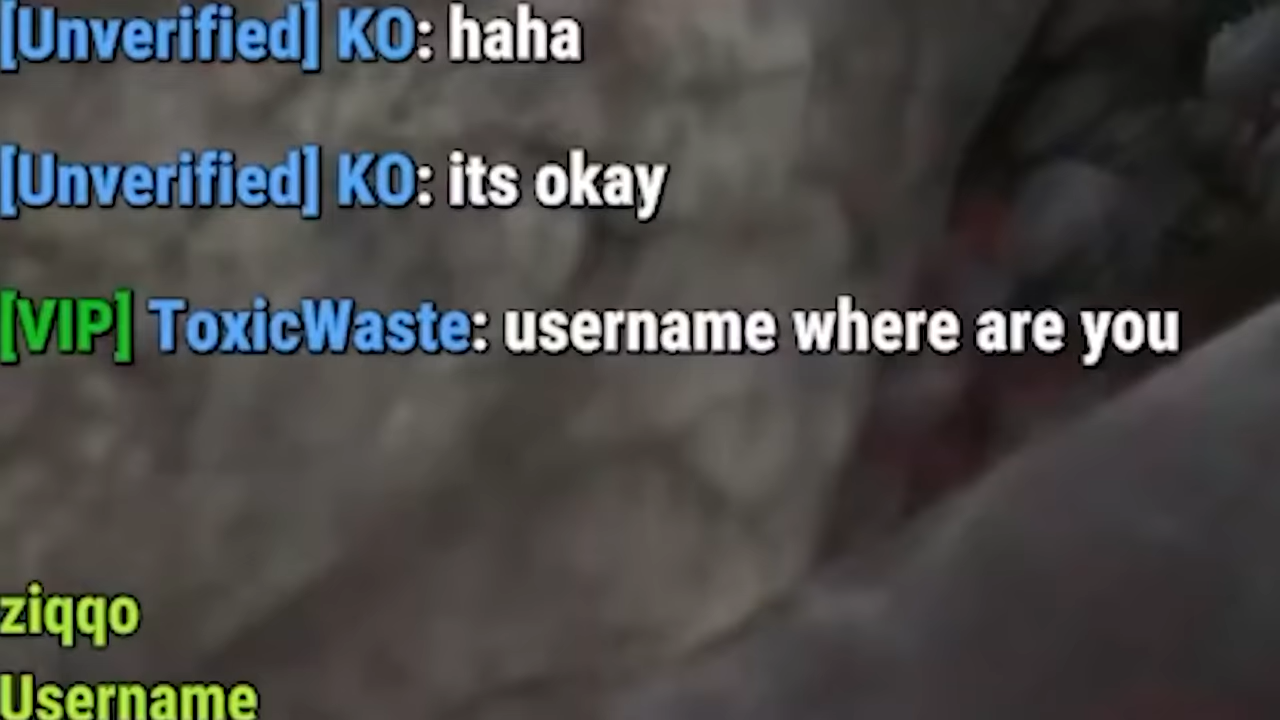 [Unverified] KO: haha
[Unverified] KO: its okay
[VIP] ToxicWaste: username where are you
ziqqo
Username